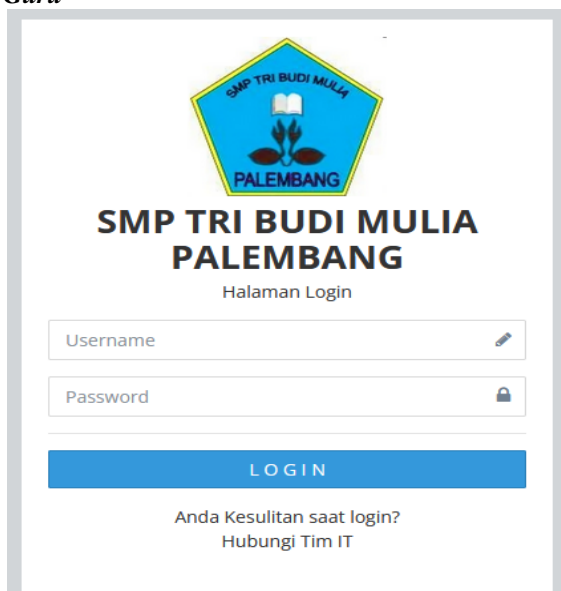 Guru
SMP TRI BUDI MULIA
PALEMBANG
SMP TRI BUDI MULIA
PALEMBANG
Halaman Login
Username
Password
LOGIN
Anda Kesulitan saat login?
Hubungi Tim IT